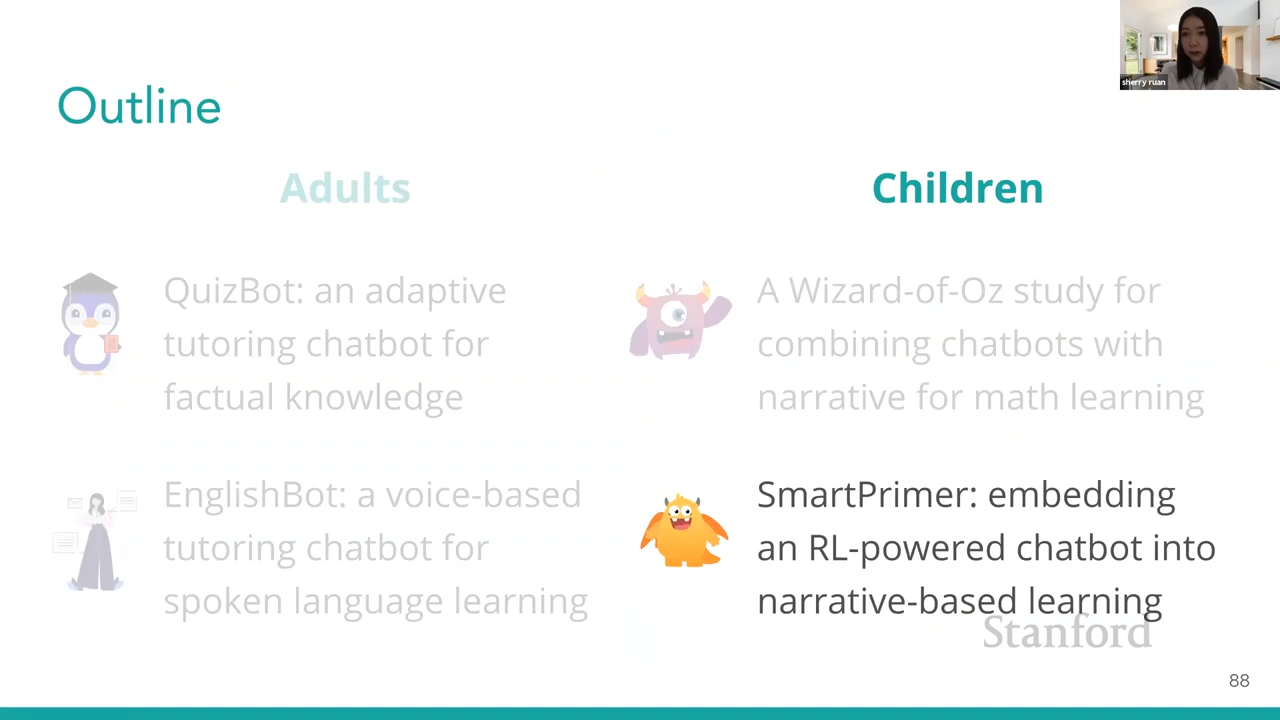 sherry ruan
Outline
Adults
QuizBot: an adaptive
tutoring chatbot for
factual knowledge
EnglishBot: a voice-based
tutoring chatbot for
spoken language learning
Children
A Wizard-of-Oz study for
combining chatbots with
narrative for math learning
SmartPrimer: embedding
an RL-powered chatbot into
narrative-based learning
Stanford
88